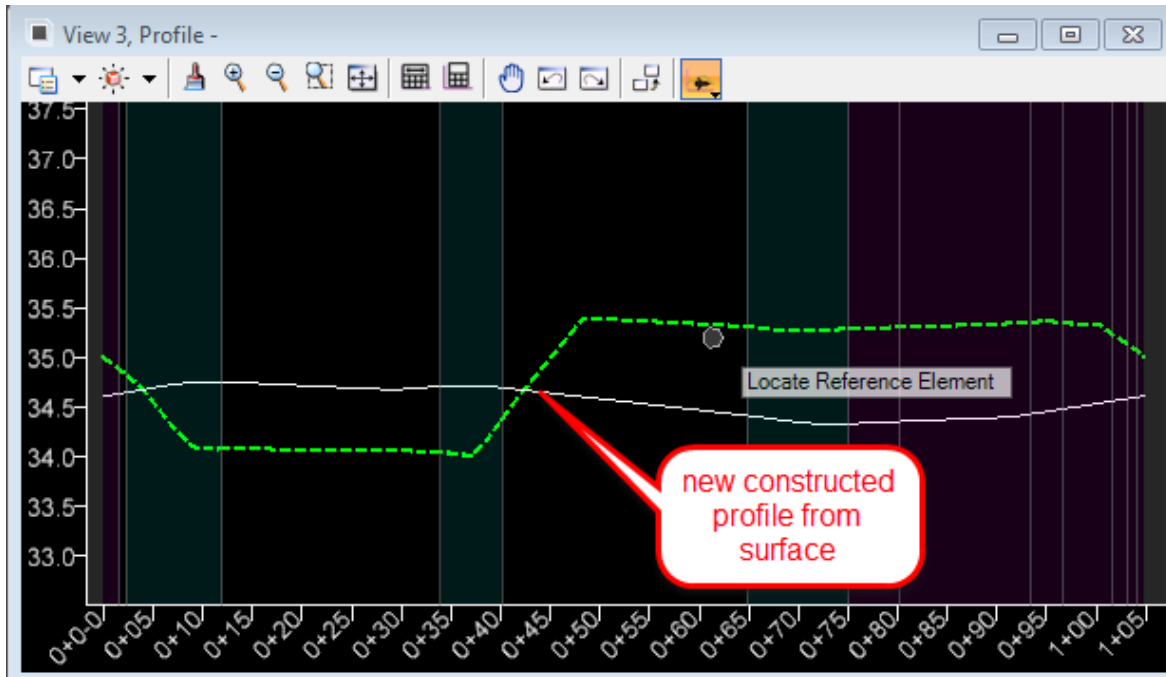 View 3, Profile -
37.5
37.0
36.5
36.0
35.5
35.0
34.5
34.0
33.5
33.0
Locate Reference Element
new constructed
profile from
surface
0+0-0 0+05 0+10 0+15 0+20 0+25 0+30 0+35 0+40 0+45 0+50 0+55 0+60 0+65 0+70 0+75 0+80 0+85 0+90 0+95 1+00 1+05